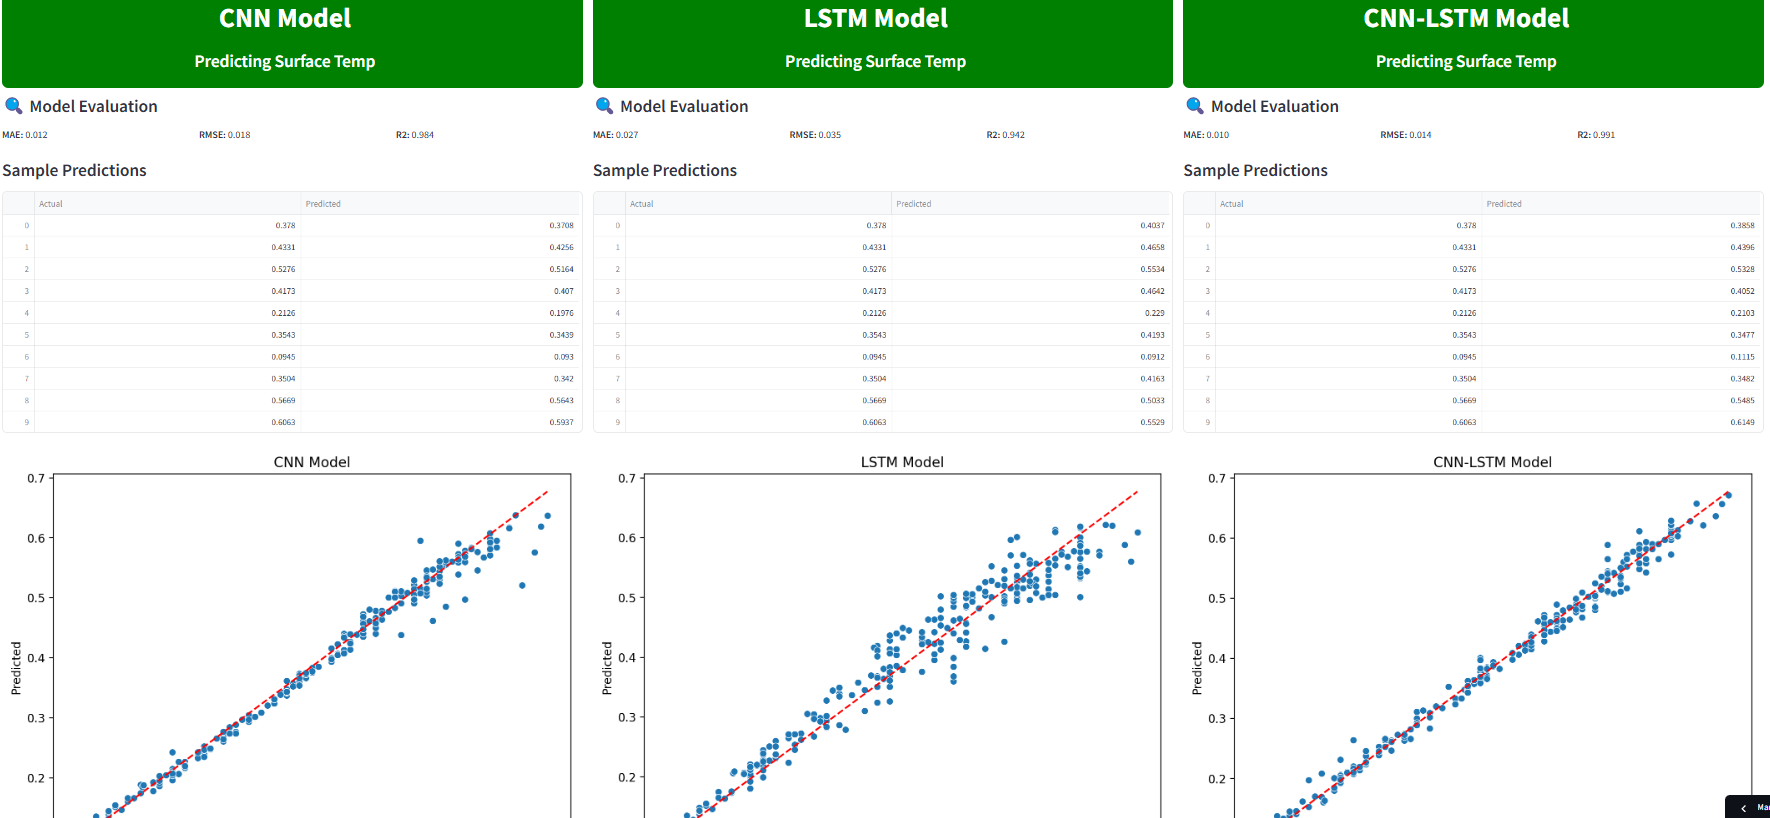 CNN Model
Predicting Surface Temp
Model Evaluation
MAE: 0.012 RMSE: 0.018 R2: 0.984
Sample Predictions
Actual Predicted
0 0.378 0.3708
1 0.4331 0.4256
2 0.5276 0.5164
3 0.4173 0.407
4 0.2126 0.1976
5 0.3543 0.3439
6 0.0945 0.093
7 0.3504 0.342
8 0.5669 0.5643
9 0.6063 0.5937
CNN Model
0.7
0.6
0.5
0.4
0.3
0.2
Predicted
LSTM Model
Predicting Surface Temp
Model Evaluation
MAE: 0.027 RMSE: 0.035 R2: 0.942
Sample Predictions
Actual Predicted
0 0.378 0.4037
1 0.4331 0.4658
2 0.5276 0.5534
3 0.4173 0.4642
4 0.2126 0.229
5 0.3543 0.4193
6 0.0945 0.0912
7 0.3504 0.4163
8 0.5669 0.5033
9 0.6063 0.5529
LSTM Model
0.7
0.6
0.5
0.4
0.3
0.2
Predicted
CNN-LSTM Model
Predicting Surface Temp
Model Evaluation
MAE: 0.010 RMSE: 0.014 R2: 0.991
Sample Predictions
Actual Predicted
0 0.378 0.3858
1 0.4331 0.4396
2 0.5276 0.5328
3 0.4173 0.4052
4 0.2126 0.2103
5 0.3543 0.3477
6 0.0945 0.1115
7 0.3504 0.3482
8 0.5669 0.5485
9 0.6063 0.6149
CNN-LSTM Model
0.7
0.6
0.5
0.4
0.3
0.2
Predicted